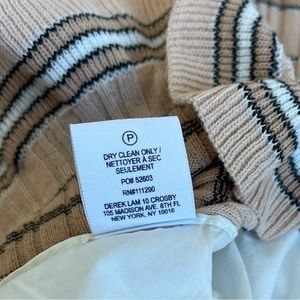 P
DRY CLEAN ONLY /
NETTOYER À SEC
SEULEMENT
PO# 52603
RN#111290
DEREK LAM 10 CROSBY
105 MADISON AVE. 8TH FL
NEW YORK, NY 10016